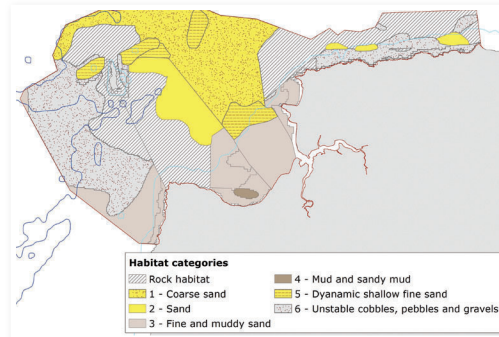 Habitat categories
Rock habitat
1 - Coarse sand
2 - Sand
3 - Fine and muddy sand
4 - Mud and sandy mud
5 - Dyanamic shallow fine sand
6 - Unstable cobbles, pebbles and gravels